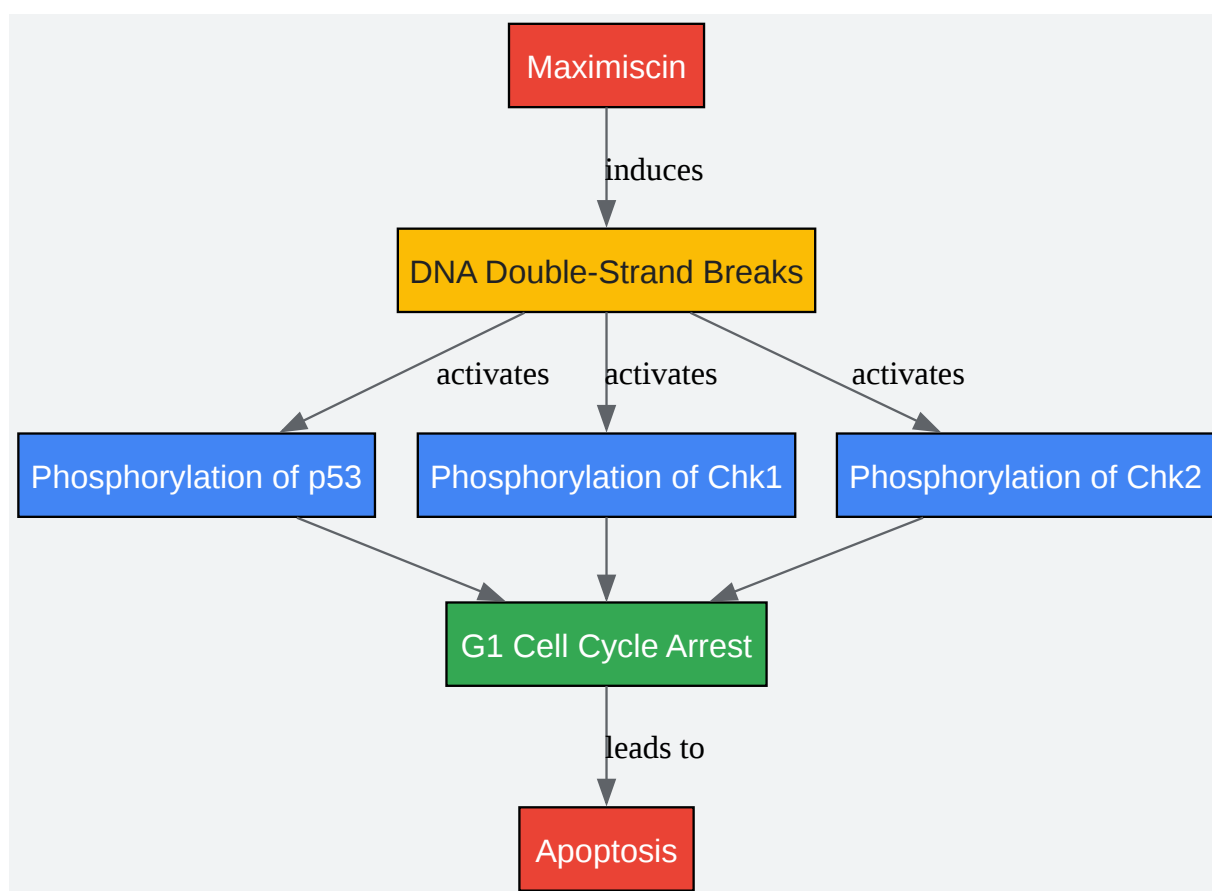 Maximiscin
induces
DNA Double-Strand Breaks
activates
activates
activates
Phosphorylation of p53
Phosphorylation of Chk1
Phosphorylation of Chk2
G1 Cell Cycle Arrest
leads to
Apoptosis